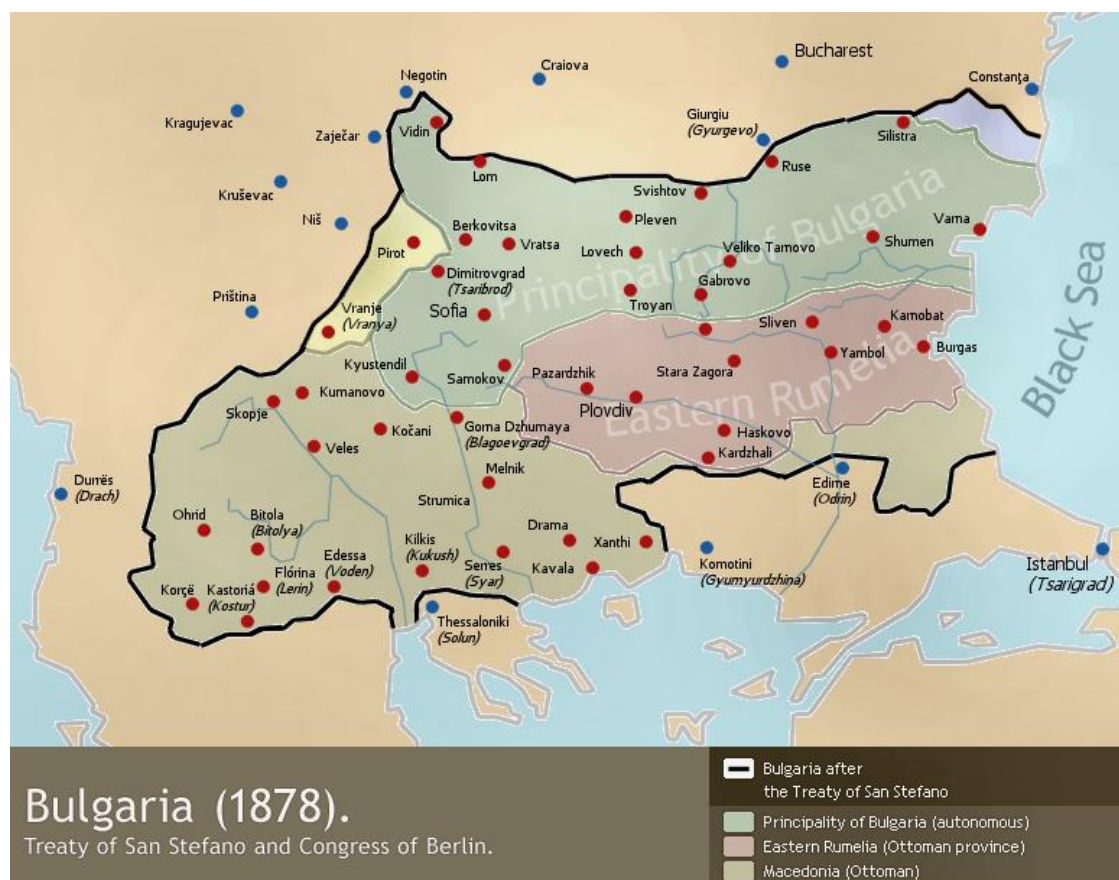 Bucharest
Craiova
Negotin
Constanţa
Kragujevac
Zaječar
Vidin
Giurgiu
(Gyurgevo)
Silistra
Ruse
Lom
Kruševac
Svishtov
Niš
Pleven
Varna
Berkovitsa
Vratsa
Pirot
Lovech
Veliko Tarnovo
Shumen
Principality of Bulgaria
Dimitrovgrad
(Tsaribrod)
Troyan
Gabrovo
Priština
Vranje
(Vranya)
Sofia
Sliven
Karnobat
Burgas
Yambol
Black Sea
Kyustendil
Samokov
Pazardzhik
Stara Zagora
Eastern Rumelia
Plovdiv
Kumanovo
Skopje
Kočani
Gorna Dzhumaya
(Blagoevgrad)
Haskovo
Kardzhali
Veles
Melnik
Edirne
(Odrin)
Durrës
(Drach)
Strumica
Ohrid
Bitola
(Bitolya)
Drama
Xanthi
Kilkis
(Kukush)
Edessa
(Voden)
Serres
(Syar)
Kavala
Komotini
(Gyumyurdzhina)
Istanbul
(Tsarigrad)
Korçë
Kastoriá
(Kostur)
Flórina
(Lerin)
Thessaloniki
(Solun)
Bulgaria (1878).
Treaty of San Stefano and Congress of Berlin.
Bulgaria after
the Treaty of San Stefano
Principality of Bulgaria (autonomous)
Eastern Rumelia (Ottoman province)
Macedonia (Ottoman)